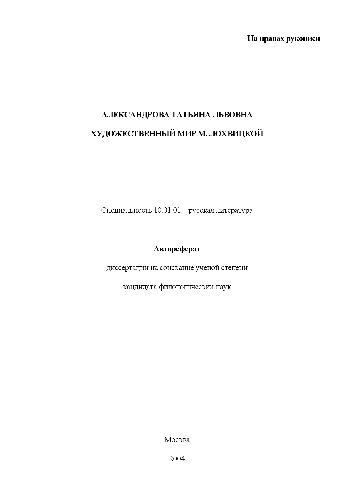 На правах рукописи
АЛЕКСАНДРОВА ТАТЬЯНА ЛЬВОВНА
ХУДОЖЕСТВЕННЫЙ МИР М. ЛОХВИЦКОЙ
Специальность 10.01.01 – русская литература
Автореферат
диссертации на соискание ученой степени
кандидата филологических наук
Москва